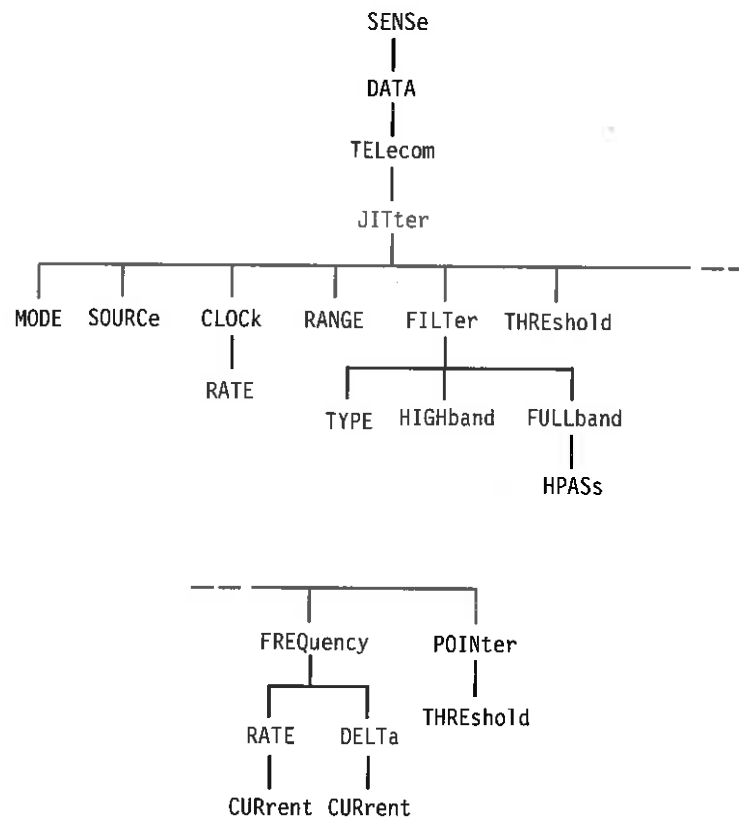 SENSe
DATA
TELecom
JITter
MODE SOURCe CLOCk RANGE FILTer THREshold
RATE
TYPE HIGHband FULLband
HPASs
FREQuency POINter
THREshold
RATE DELTa
CURrent CURrent